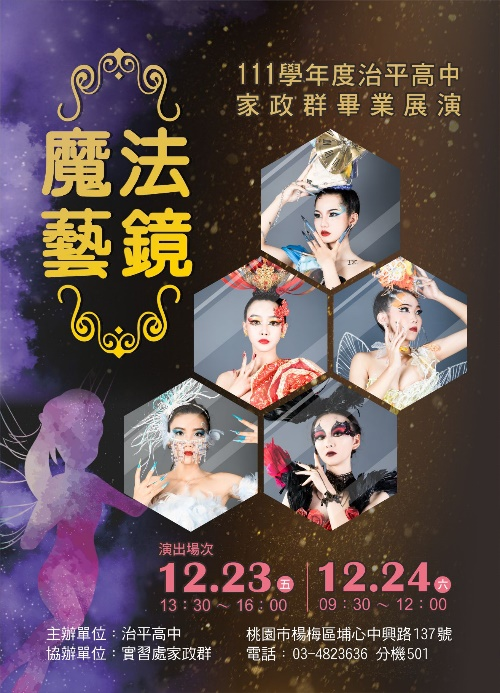 111學年度治平高中
家政群畢業展演
魔法
藝鏡
演出場次
12.23五
13:30～16:00
12.24六
09:30～12:00
主辦單位：治平高中
協辦單位：實習處家政群
桃園市楊梅區埔心中興路137號
電話：03-4823636 分機501